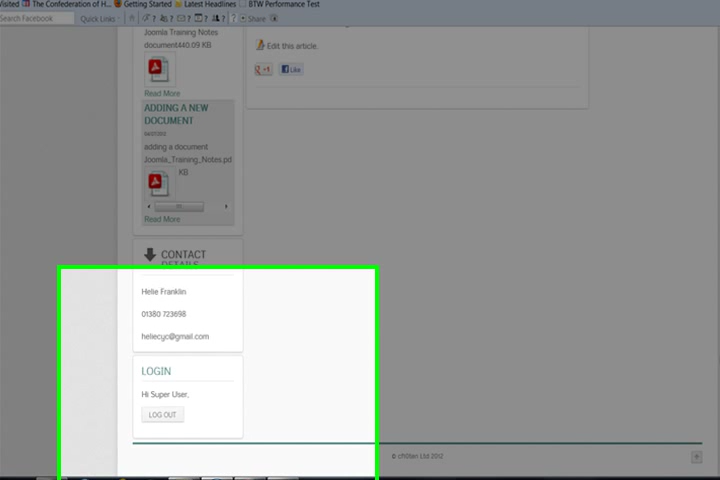 Visited The Confederation of H... Getting Started Latest Headlines BTW Performance Test
Search Facebook Quick Links Share
Joomla Training Notes
document440.09 KB
Read More
ADDING A NEW
DOCUMENT
adding a document
Joomla_Training_Notes.pd
KB
Read More
Edit this article.
+1 Like
CONTACT
DETAILS
Helie Franklin
01380 723698
heliecyc@gmail.com
LOGIN
Hi Super User,
LOG OUT
© cft0ten Ltd 2012